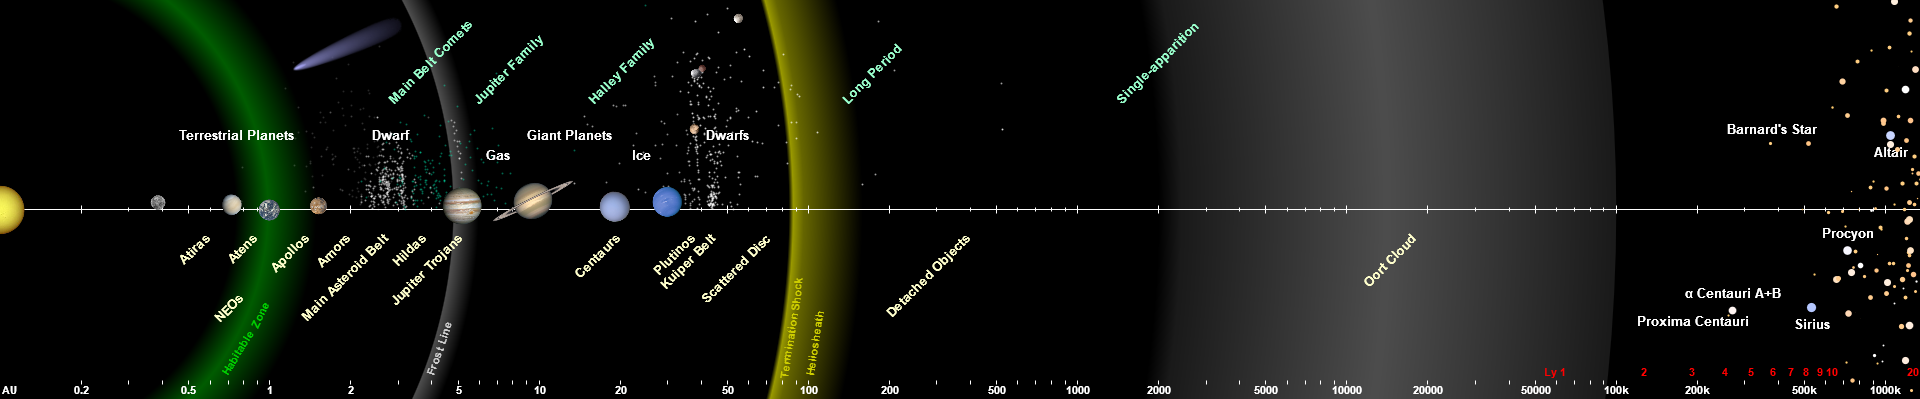 Main Belt Comets
Jupiter Family
Halley Family
Long Period
Single-apparition
Terrestrial Planets
Dwarf
Giant Planets
Dwarfs
Barnard's Star
Gas
Ice
Altair
Atiras
Atens
Apollos
Amors
Main Asteroid Belt
Hildas
Jupiter Trojans
Centaurs
Plutinos
Kuiper Belt
Scattered Disc
Detached Objects
Oort Cloud
Procyon
NEOs
Habitable Zone
Frost Line
Termination Shock
Heliosheath
α Centauri A+B
Proxima Centauri
Sirius
Ly 1 2 3 4 5 6 7 8 9 10 20
AU 0.2 0.5 1 2 5 10 20 50 100 200 500 1000 2000 5000 10000 20000 100k 200k 500k 1000k